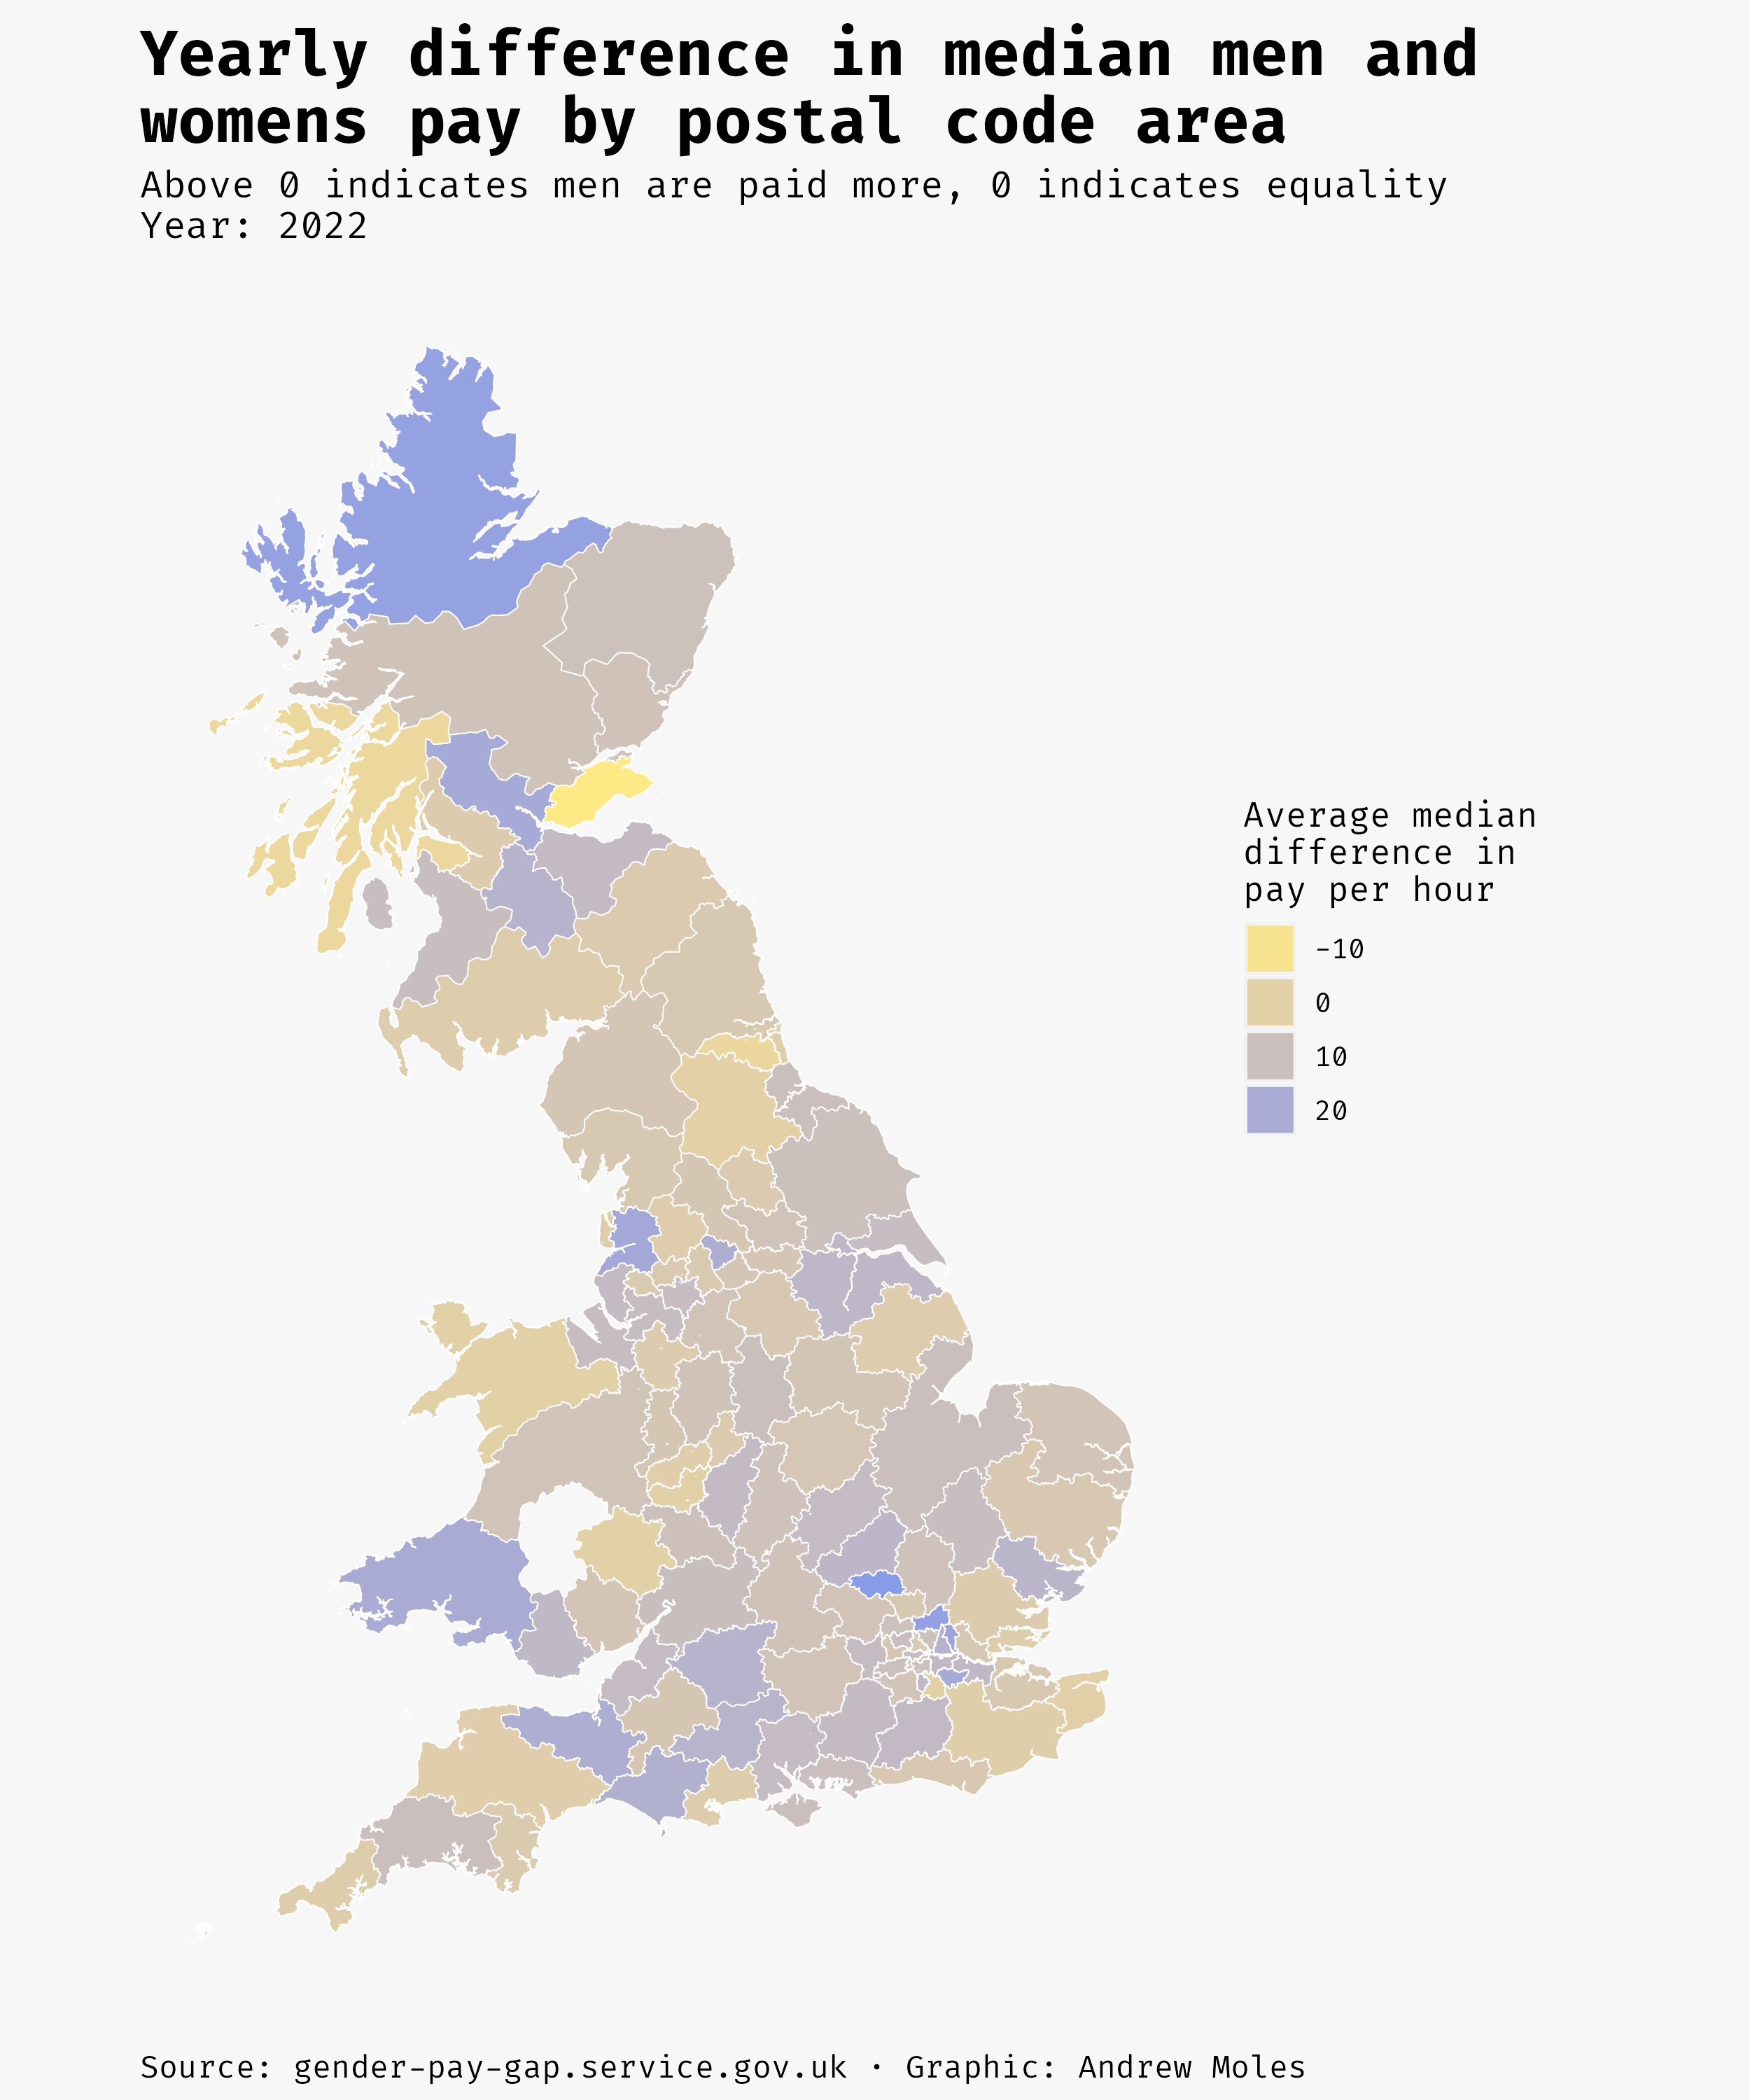 Yearly difference in median men and
womens pay by postal code area
Above 0 indicates men are paid more, 0 indicates equality
Year: 2022
Average median
difference in
pay per hour
-10
0
10
20
Source: gender-pay-gap.service.gov.uk · Graphic: Andrew Moles